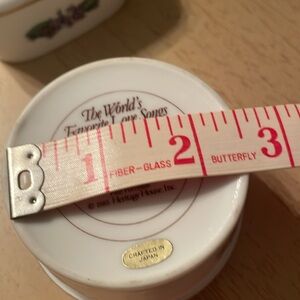 The World's
Favorite Love Songs
1 2 3
FIBER-GLASS BUTTERFLY
Heritage House, Inc.
CRAFTED IN
JAPAN